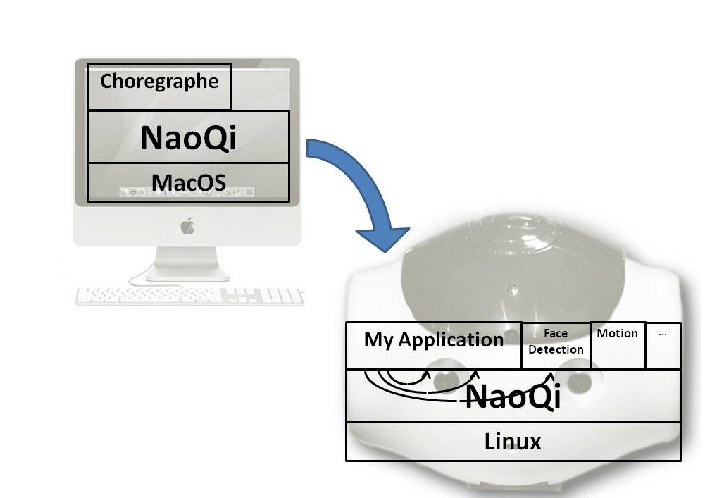 Choregraphe
NaoQi
MacOS
My Application
Face
Detection
Motion
...
NaoQi
Linux